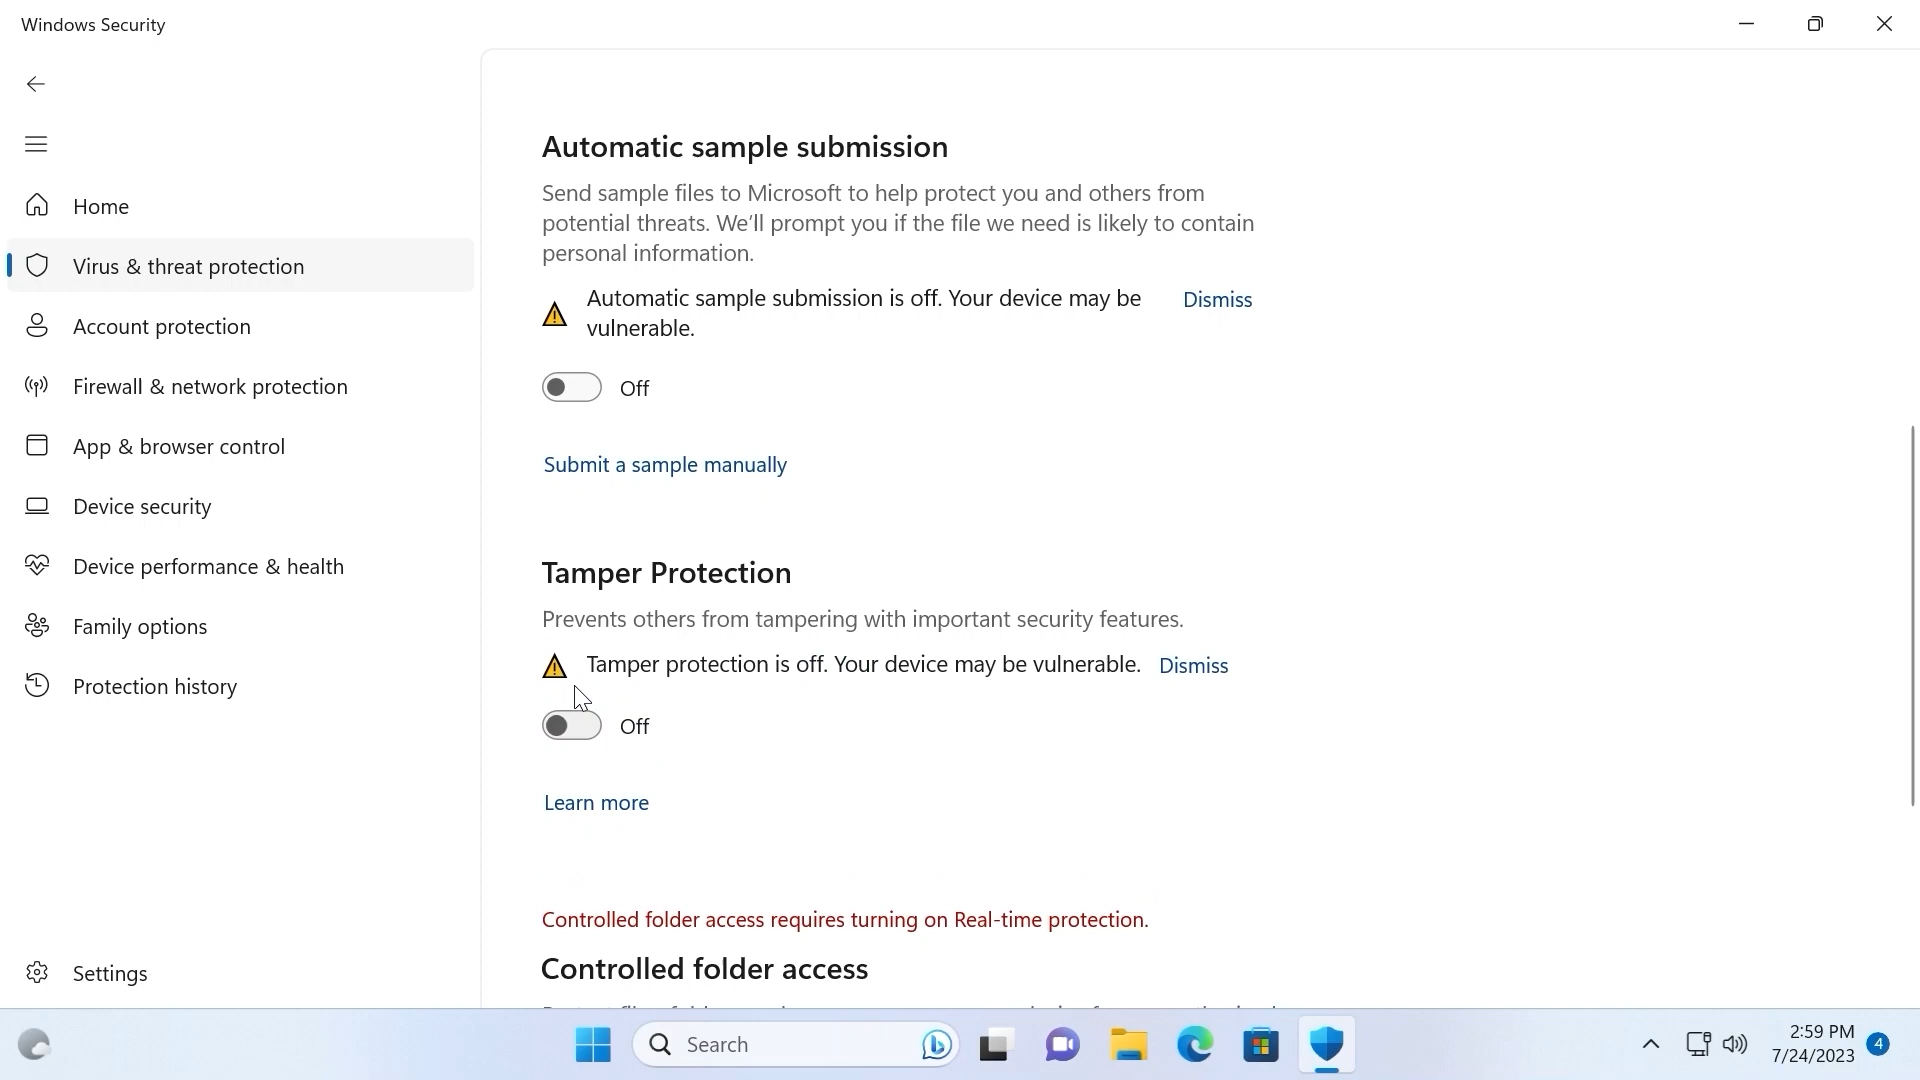 Windows Security
Home
Virus & threat protection
Account protection
Firewall & network protection
App & browser control
Device security
Device performance & health
Family options
Protection history
Settings
Automatic sample submission
Send sample files to Microsoft to help protect you and others from
potential threats. We'll prompt you if the file we need is likely to contain
personal information.
Automatic sample submission is off. Your device may be
vulnerable.
Dismiss
Off
Submit a sample manually
Tamper Protection
Prevents others from tampering with important security features.
Tamper protection is off. Your device may be vulnerable. Dismiss
Off
Learn more
Controlled folder access requires turning on Real-time protection.
Controlled folder access
Search
2:59 PM
7/24/2023
4